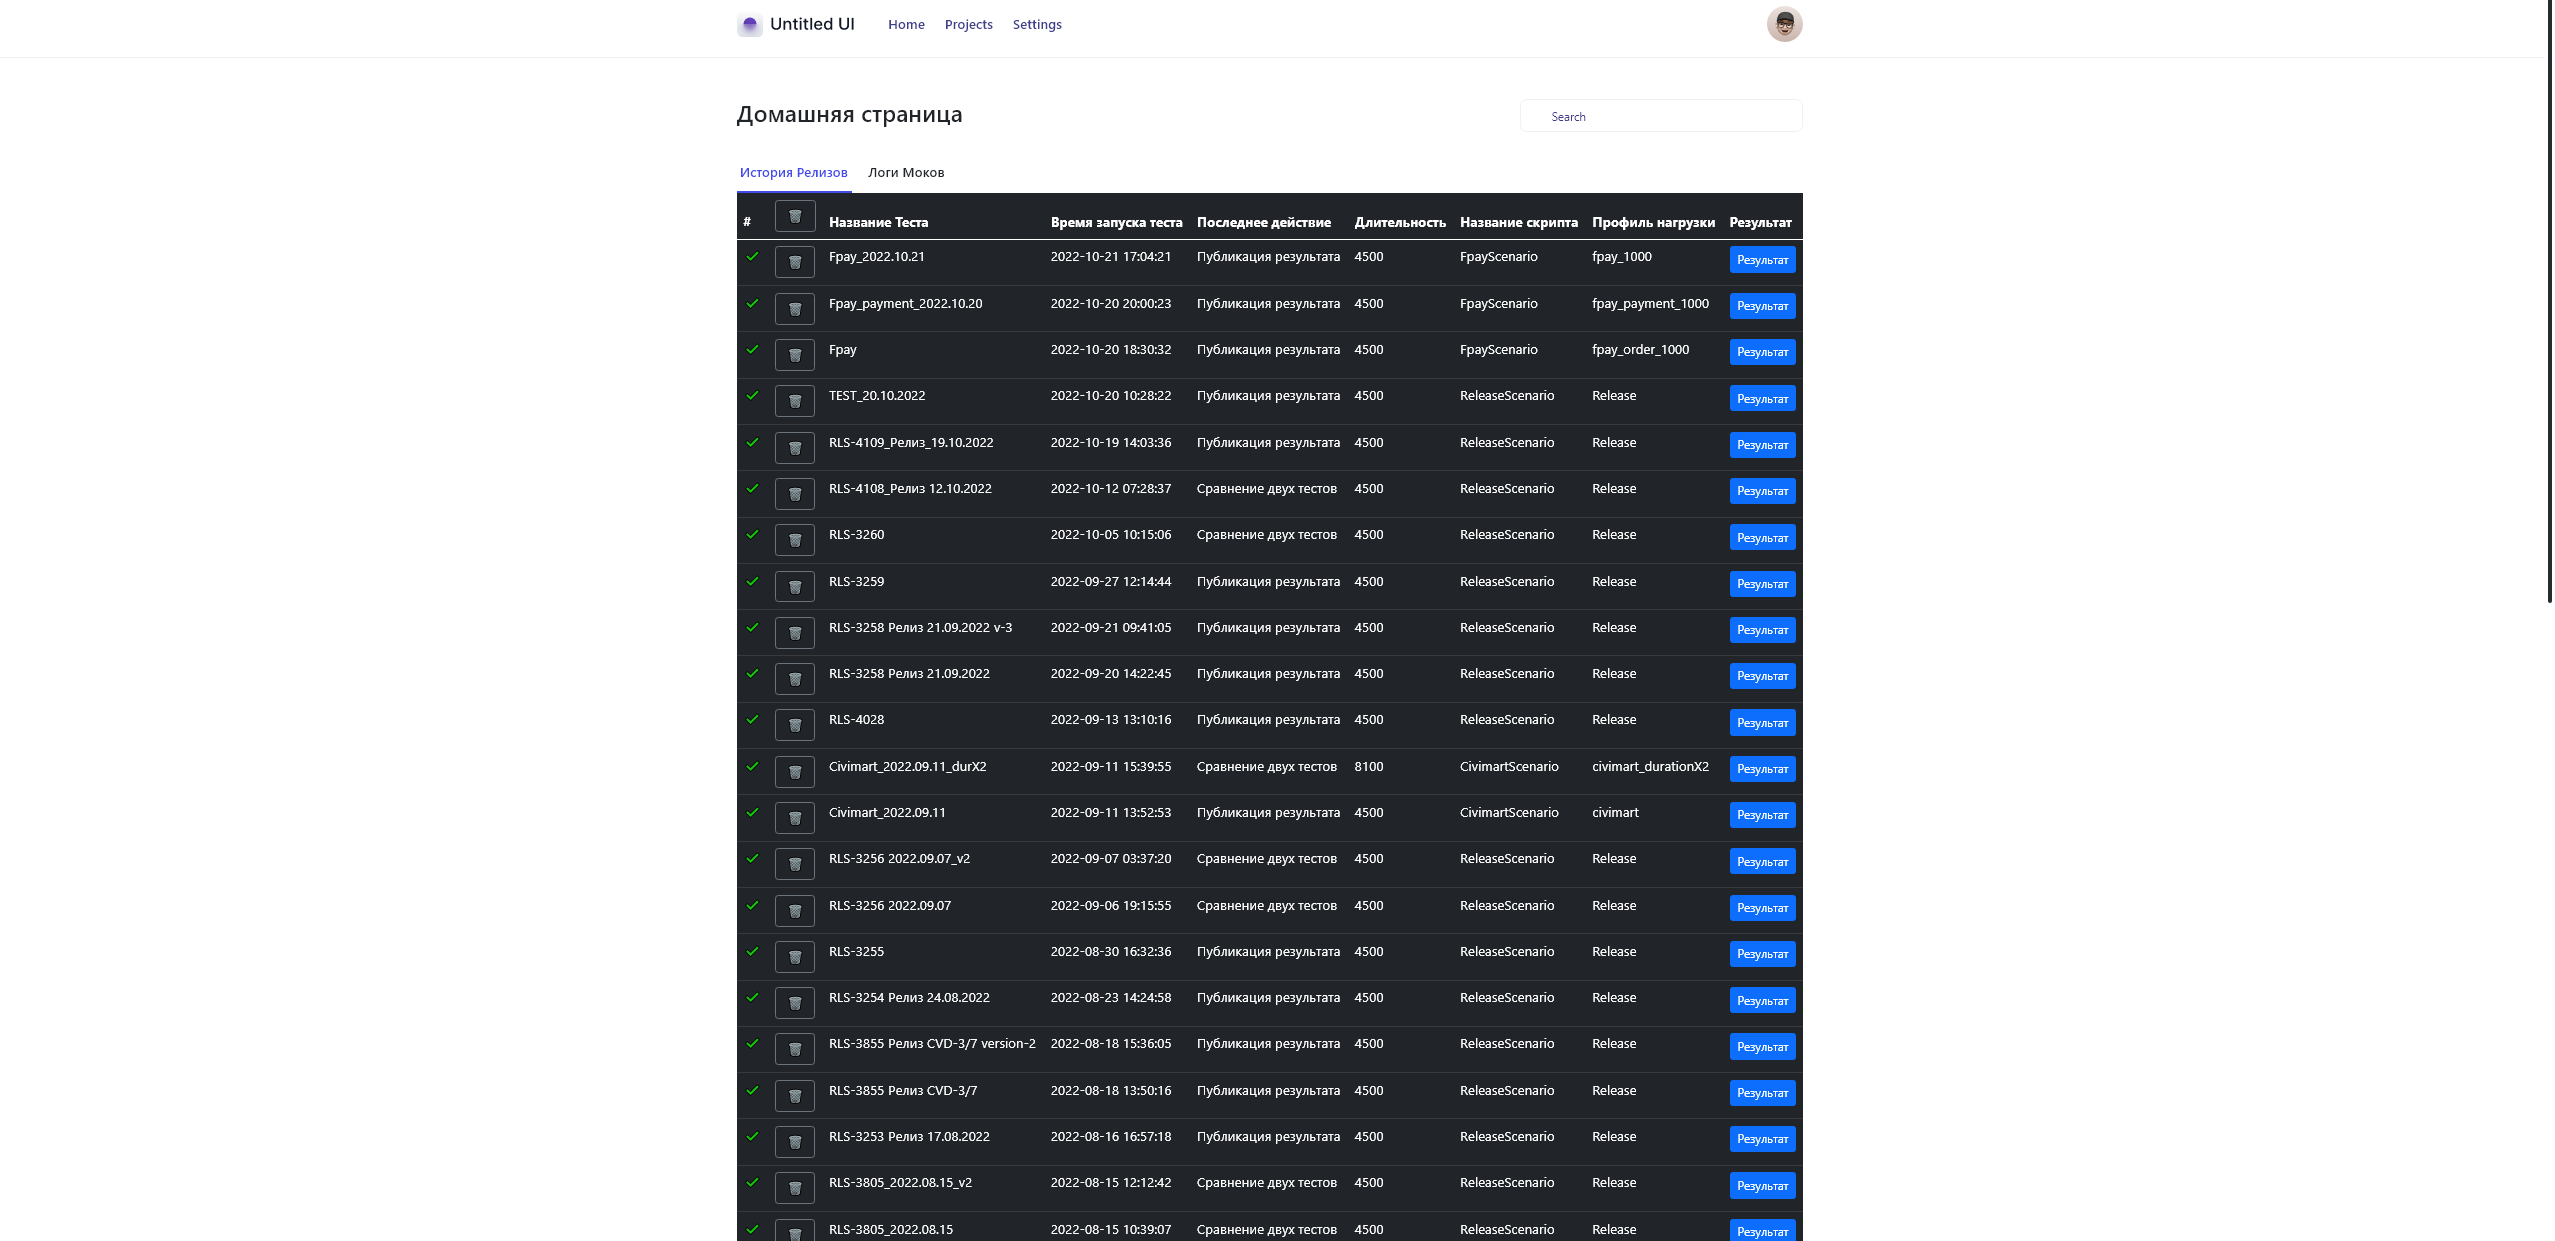 Untitled UI Home Projects Settings
Домашняя страница Search
История Релизов Логи Моков
# Название Теста Время запуска теста Последнее действие Длительность Название скрипта Профиль нагрузки Результат
Fpay_2022.10.21 2022-10-21 17:04:21 Публикация результата 4500 FpayScenario fpay_1000 Результат
Fpay_payment_2022.10.20 2022-10-20 20:00:23 Публикация результата 4500 FpayScenario fpay_payment_1000 Результат
Fpay 2022-10-20 18:30:32 Публикация результата 4500 FpayScenario fpay_order_1000 Результат
TEST_20.10.2022 2022-10-20 10:28:22 Публикация результата 4500 ReleaseScenario Release Результат
RLS-4109_Релиз_19.10.2022 2022-10-19 14:03:36 Публикация результата 4500 ReleaseScenario Release Результат
RLS-4108_Релиз 12.10.2022 2022-10-12 07:28:37 Сравнение двух тестов 4500 ReleaseScenario Release Результат
RLS-3260 2022-10-05 10:15:06 Сравнение двух тестов 4500 ReleaseScenario Release Результат
RLS-3259 2022-09-27 12:14:44 Публикация результата 4500 ReleaseScenario Release Результат
RLS-3258 Релиз 21.09.2022 v-3 2022-09-21 09:41:05 Публикация результата 4500 ReleaseScenario Release Результат
RLS-3258 Релиз 21.09.2022 2022-09-20 14:22:45 Публикация результата 4500 ReleaseScenario Release Результат
RLS-4028 2022-09-13 13:10:16 Публикация результата 4500 ReleaseScenario Release Результат
Civimart_2022.09.11_durX2 2022-09-11 15:39:55 Сравнение двух тестов 8100 CivimartScenario civimart_durationX2 Результат
Civimart_2022.09.11 2022-09-11 13:52:53 Публикация результата 4500 CivimartScenario civimart Результат
RLS-3256 2022.09.07_v2 2022-09-07 03:37:20 Сравнение двух тестов 4500 ReleaseScenario Release Результат
RLS-3256 2022.09.07 2022-09-06 19:15:55 Сравнение двух тестов 4500 ReleaseScenario Release Результат
RLS-3255 2022-08-30 16:32:36 Публикация результата 4500 ReleaseScenario Release Результат
RLS-3254 Релиз 24.08.2022 2022-08-23 14:24:58 Публикация результата 4500 ReleaseScenario Release Результат
RLS-3855 Релиз CVD-3/7 version-2 2022-08-18 15:36:05 Публикация результата 4500 ReleaseScenario Release Результат
RLS-3855 Релиз CVD-3/7 2022-08-18 13:50:16 Публикация результата 4500 ReleaseScenario Release Результат
RLS-3253 Релиз 17.08.2022 2022-08-16 16:57:18 Публикация результата 4500 ReleaseScenario Release Результат
RLS-3805_2022.08.15_v2 2022-08-15 12:12:42 Сравнение двух тестов 4500 ReleaseScenario Release Результат
RLS-3805_2022.08.15 2022-08-15 10:39:07 Сравнение двух тестов 4500 ReleaseScenario Release Результат